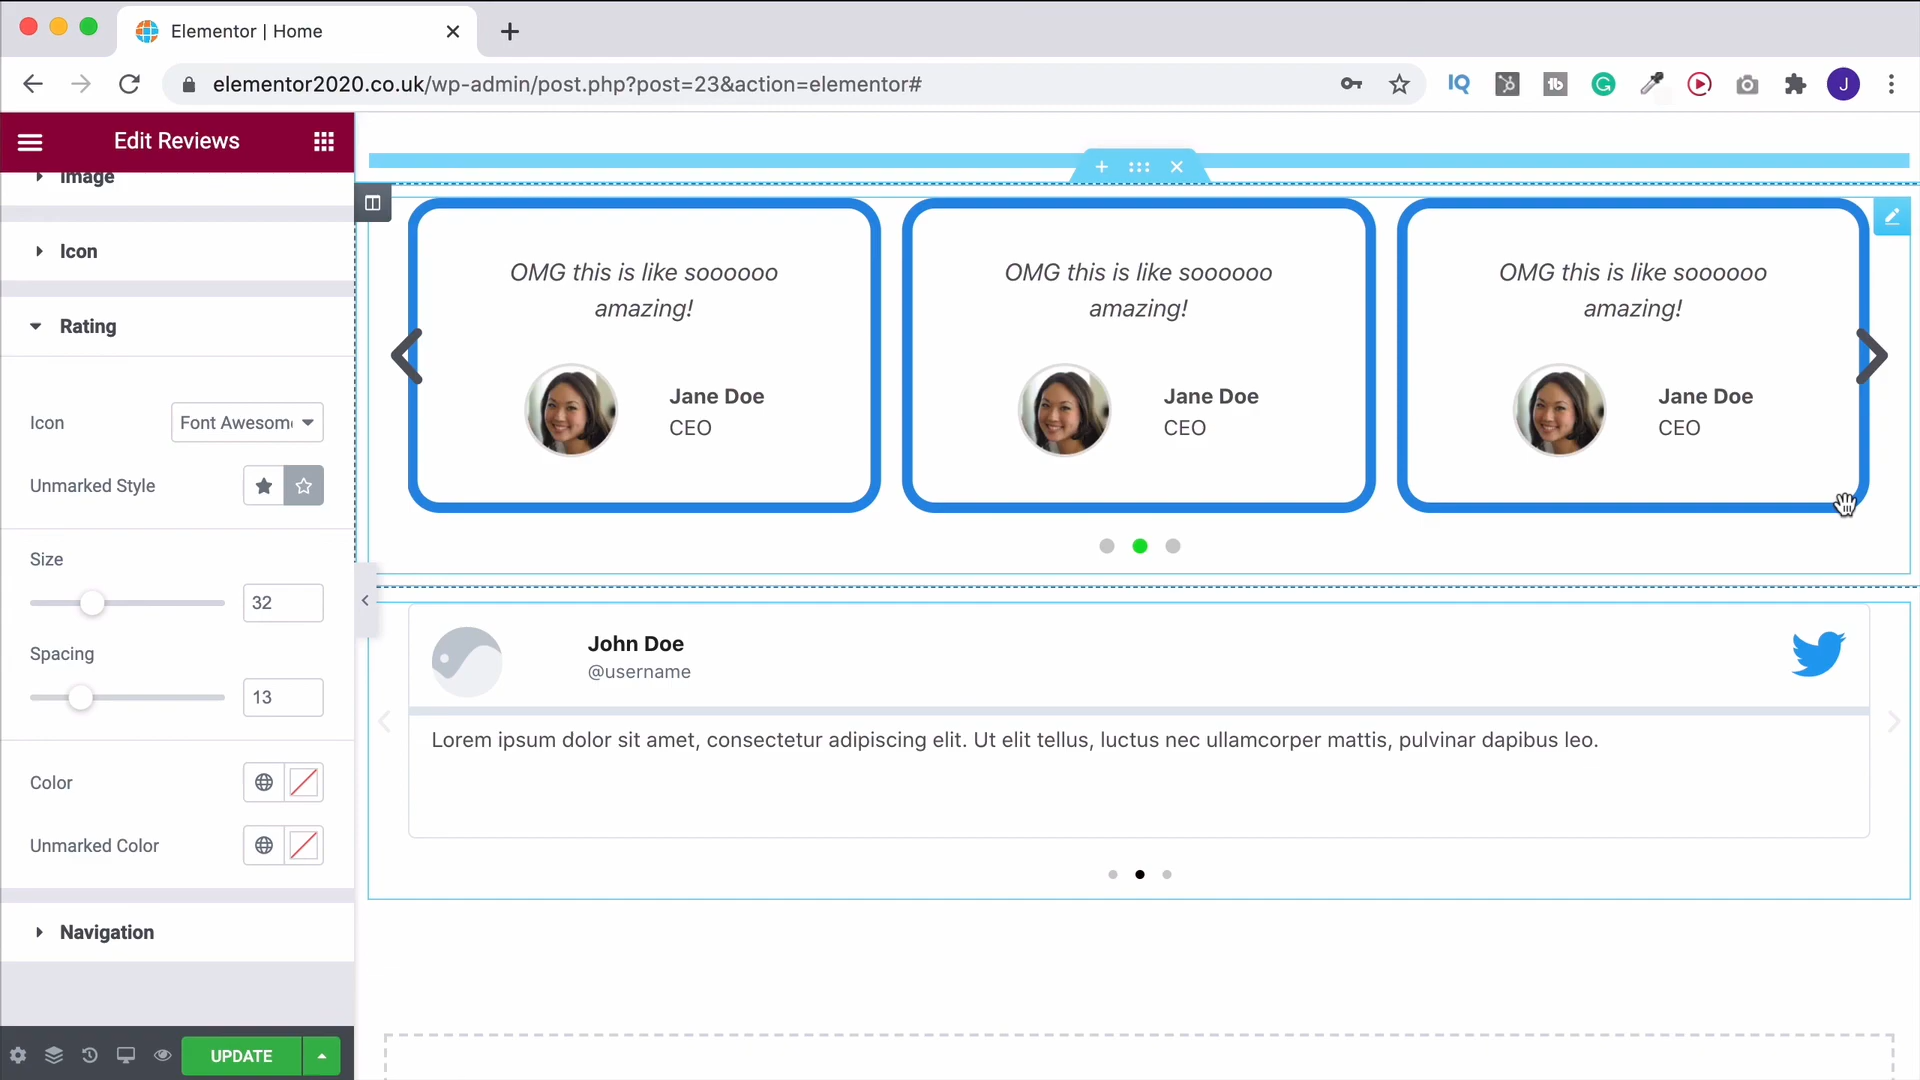 Elementor | Home
elementor2020.co.uk/wp-admin/post.php?post=23&action=elementor#
IQ
tb
G
J
Edit Reviews
Image
Icon
Rating
Icon
Font Awesom
Unmarked Style
Size
32
Spacing
13
Color
Unmarked Color
Navigation
UPDATE
OMG this is like soooooo
amazing!
Jane Doe
CEO
OMG this is like soooooo
amazing!
Jane Doe
CEO
OMG this is like soooooo
amazing!
Jane Doe
CEO
John Doe
@username
Lorem ipsum dolor sit amet, consectetur adipiscing elit. Ut elit tellus, luctus nec ullamcorper mattis, pulvinar dapibus leo.